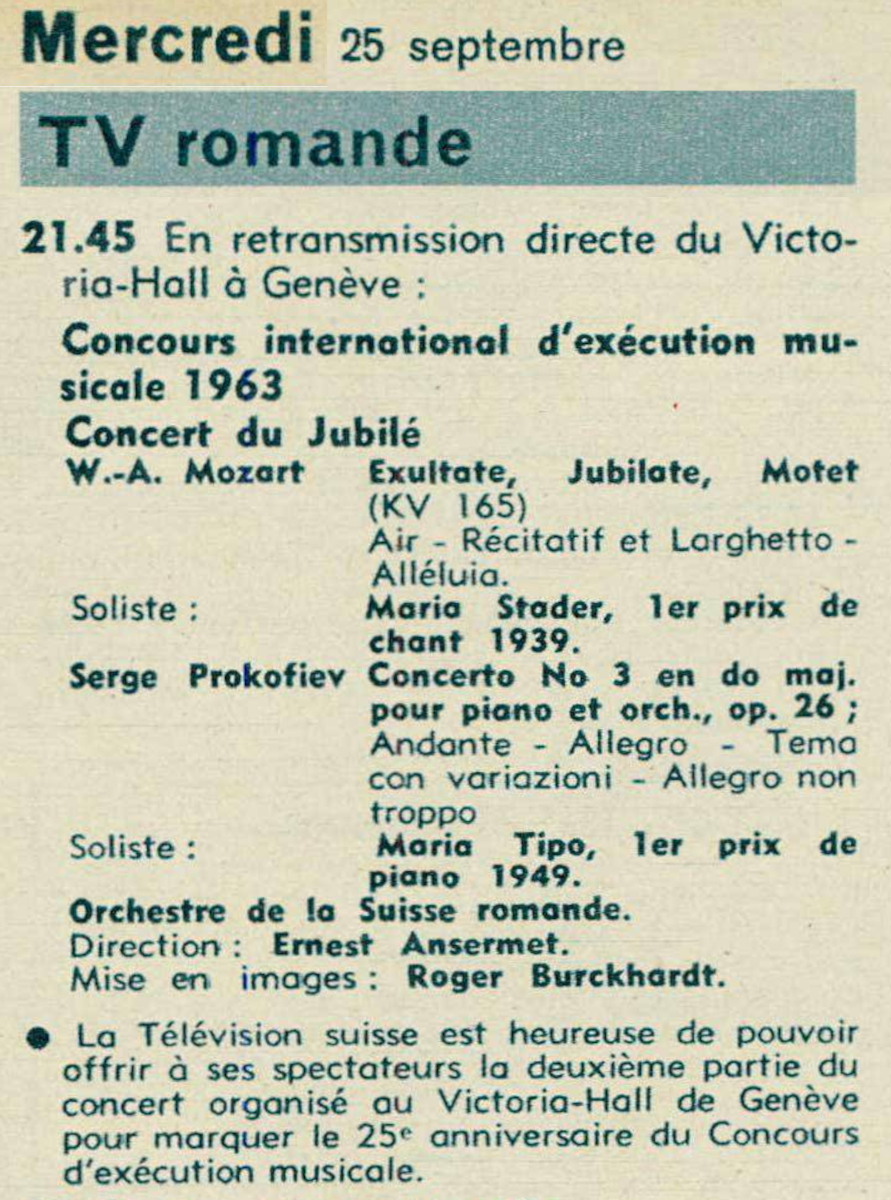 Mercredi 25 septembre
TV romande
21.45 En retransmission directe du Victo-
ria-Hall à Genève :
Concours international d'exécution mu-
sicale 1963
Concert du Jubilé
W.-A. Mozart Exultate, Jubilate, Motet
(KV 165)
Air - Récitatif et Larghetto -
Alléluia.
Soliste : Maria Stader, 1er prix de
chant 1939.
Serge Prokofiev Concerto No 3 en do maj.
pour piano et orch., op. 26 ;
Andante - Allegro - Tema
con variazioni - Allegro non
troppo
Soliste : Maria Tipo, 1er prix de
piano 1949.
Orchestre de la Suisse romande.
Direction : Ernest Ansermet.
Mise en images : Roger Burckhardt.
● La Télévision suisse est heureuse de pouvoir
offrir à ses spectateurs la deuxième partie du
concert organisé au Victoria-Hall de Genève
pour marquer le 25e anniversaire du Concours
d'exécution musicale.